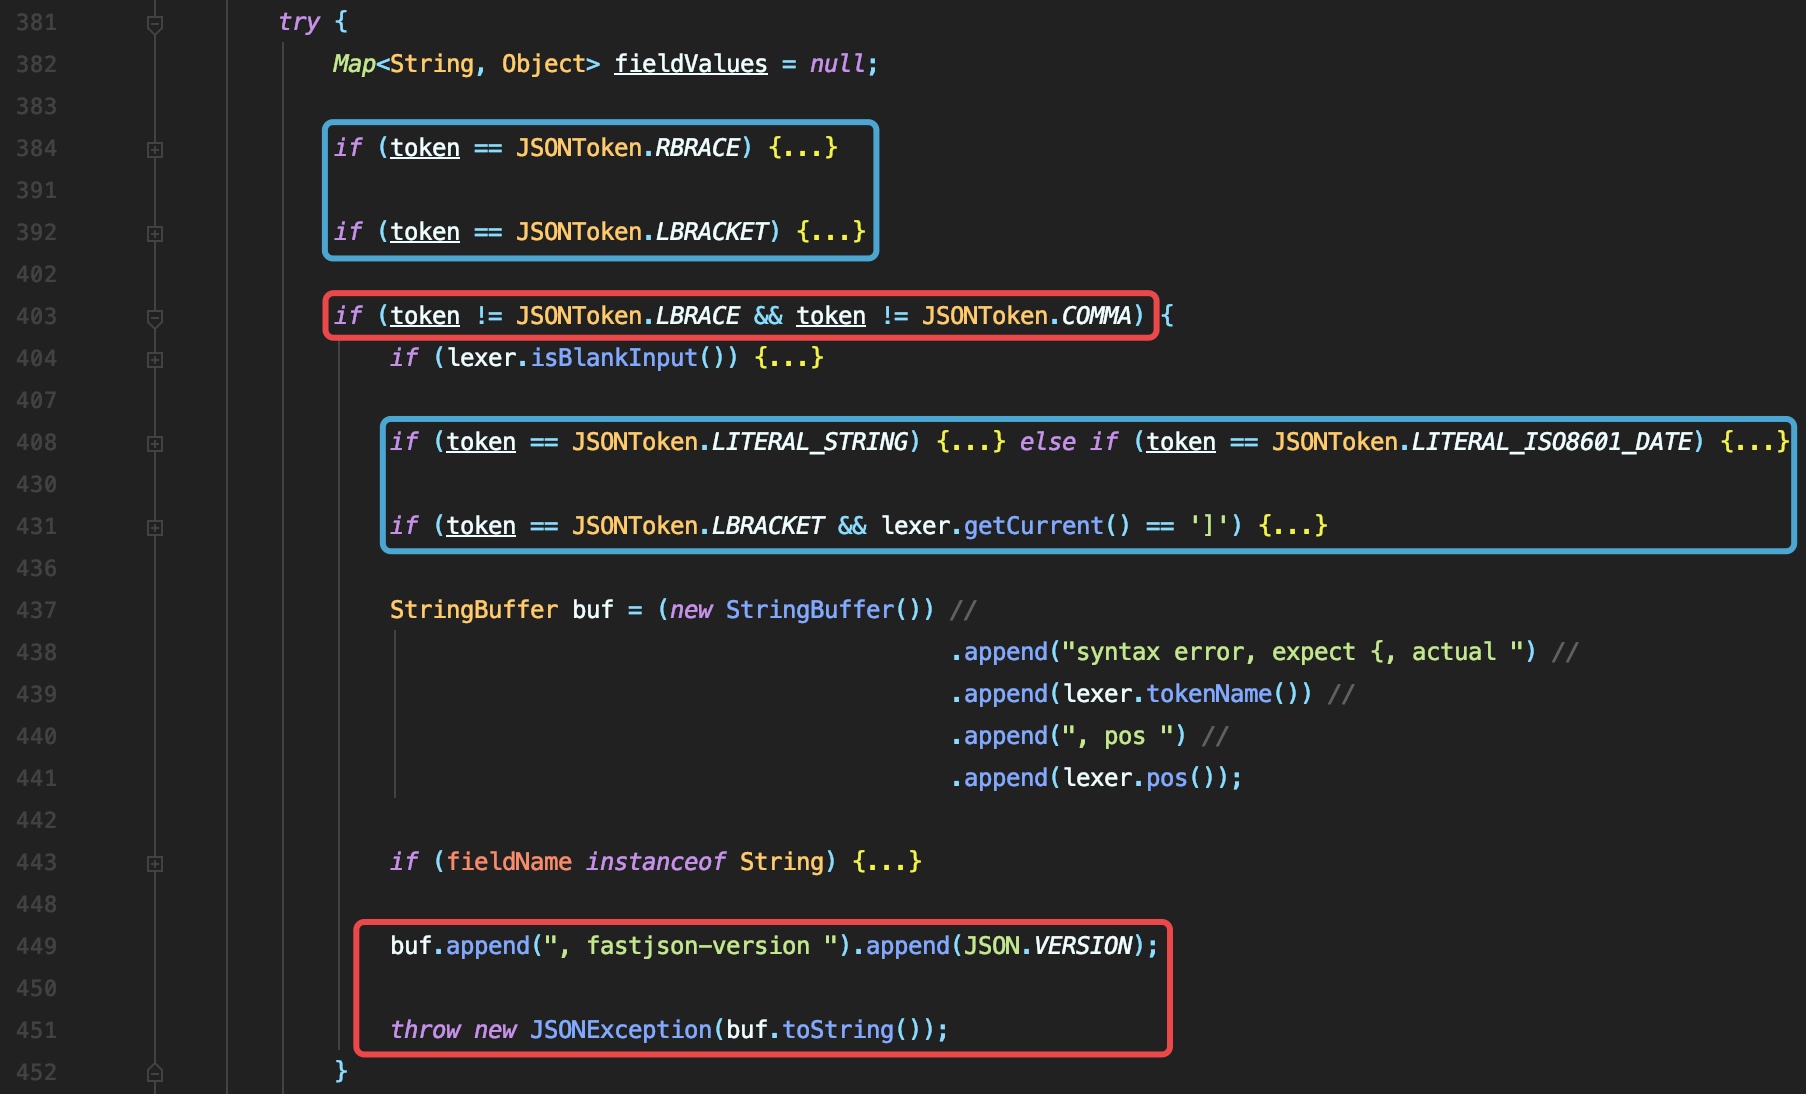 381 try {
382 Map<String, Object> fieldValues = null;
383
384 if (token == JSONToken.RBRACE) {...}
391
392 if (token == JSONToken.LBRACKET) {...}
402
403 if (token != JSONToken.LBRACE && token != JSONToken.COMMA) {
404 if (lexer.isBlankInput()) {...}
407
408 if (token == JSONToken.LITERAL_STRING) {...} else if (token == JSONToken.LITERAL_ISO8601_DATE) {...}
430
431 if (token == JSONToken.LBRACKET && lexer.getCurrent() == ']') {...}
436
437 StringBuffer buf = (new StringBuffer()) //
438 .append("syntax error, expect {, actual ") //
439 .append(lexer.tokenName()) //
440 .append(", pos ") //
441 .append(lexer.pos());
442
443 if (fieldName instanceof String) {...}
448
449 buf.append(", fastjson-version ").append(JSON.VERSION);
450
451 throw new JSONException(buf.toString());
452 }